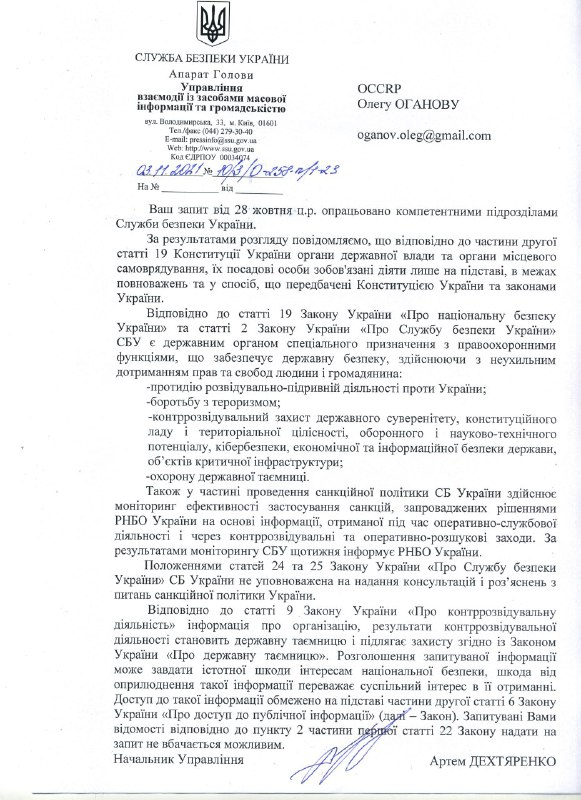 СЛУЖБА БЕЗПЕКИ УКРАЇНИ
Апарат Голови
Управління
взаємодії із засобами масової
інформації та громадськістю
вул. Володимирська, 33, м. Київ, 01601
Тел./факс (044) 279-30-40
E-mail: pressinfo@ssu.gov.ua
Web: http://www.ssu.gov.ua
Код ЄДРПОУ 00034074
03.11.2021 №
На № від
OCCRP
Олегу ОГАНОВУ
oganov.oleg@gmail.com
Ваш запит від 28 жовтня ц.р. опрацьовано компетентними підрозділами
Служби безпеки України.
За результатами розгляду повідомляємо, що відповідно до частини другої
статті 19 Конституції України органи державної влади та органи місцевого
самоврядування, їх посадові особи зобов'язані діяти лише на підставі, в межах
повноважень та у спосіб, що передбачені Конституцією України та законами
України.
Відповідно до статті 19 Закону України «Про національну безпеку
України» та статті 2 Закону України «Про Службу безпеки України»
СБУ є державним органом спеціального призначення з правоохоронними
функціями, що забезпечує державну безпеку, здійснюючи з неухильним
дотриманням прав та свобод людини і громадянина:
-протидію розвідувально-підривній діяльності проти України;
-боротьбу з тероризмом;
-контррозвідувальний захист державного суверенітету, конституційного
ладу і територіальної цілісності, оборонного і науково-технічного
потенціалу, кібербезпеки, економічної та інформаційної безпеки держави,
об'єктів критичної інфраструктури;
-охорону державної таємниці.
Також у частині проведення санкційної політики СБ України здійснює
моніторинг ефективності застосування санкцій, запроваджених рішеннями
РНБО України на основі інформації, отриманої під час оперативно-службової
діяльності і через контррозвідувальні та оперативно-розшукові заходи. За
результатами моніторингу СБУ щотижня інформує РНБО України.
Положеннями статей 24 та 25 Закону України «Про Службу безпеки
України» СБ України не уповноважена на надання консультацій і роз'яснень з
питань санкційної політики України.
Відповідно до статті 9 Закону України «Про контррозвідувальну
діяльність» інформація про організацію, результати контррозвідувальної
діяльності становить державну таємницю і підлягає захисту згідно із Законом
України «Про державну таємницю». Розголошення запитуваної інформації
може завдати істотної шкоди інтересам національної безпеки, шкода від
оприлюднення такої інформації переважає суспільний інтерес в її отриманні.
Доступ до такої інформації обмежено на підставі частини другої статті 6 Закону
України «Про доступ до публічної інформації» (далі – Закон). Запитувані Вами
відомості відповідно до пункту 2 частини першої статті 22 Закону надати на
запит не вбачається можливим.
Начальник Управління Артем ДЕХТЯРЕНКО